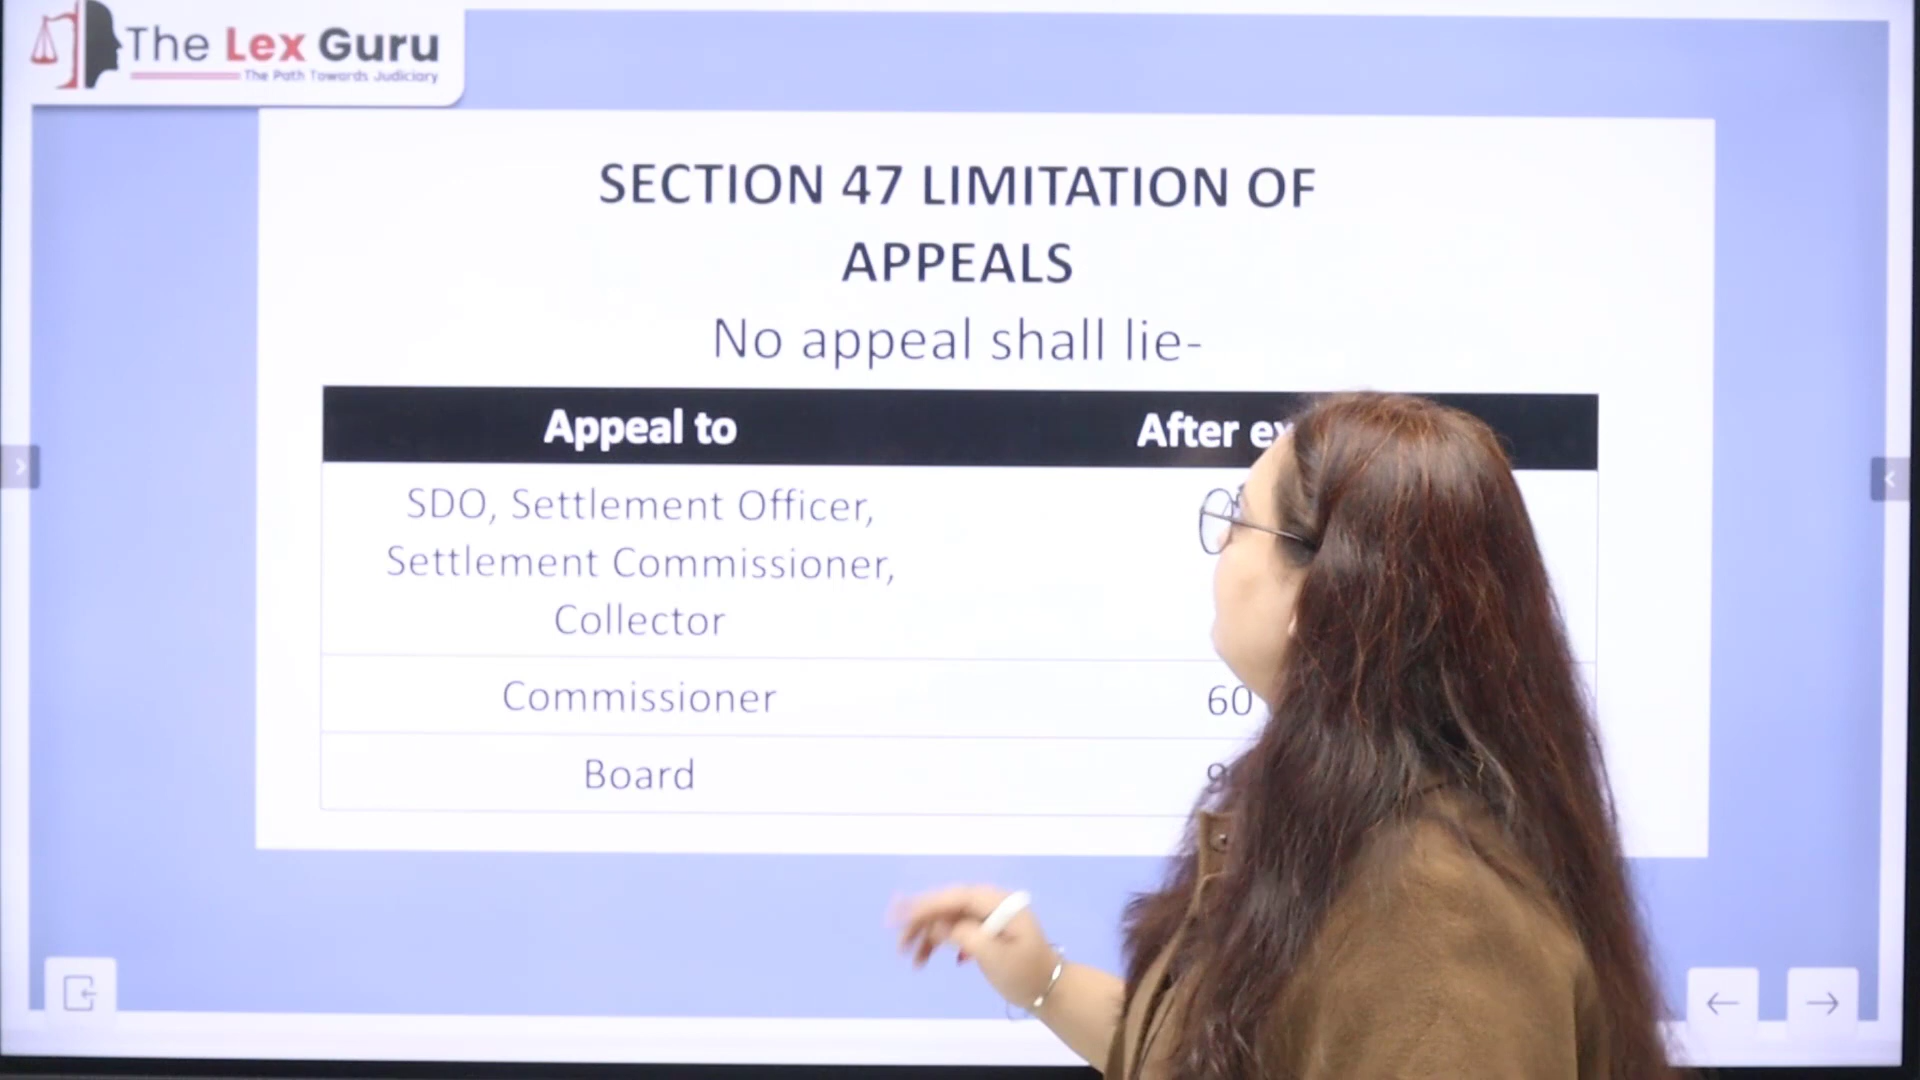 The Lex Guru
The Path Towards Judiciary
SECTION 47 LIMITATION OF
APPEALS
No appeal shall lie-
Appeal to
After
SDO, Settlement Officer,
Settlement Commissioner,
Collector
Commissioner
60
Board